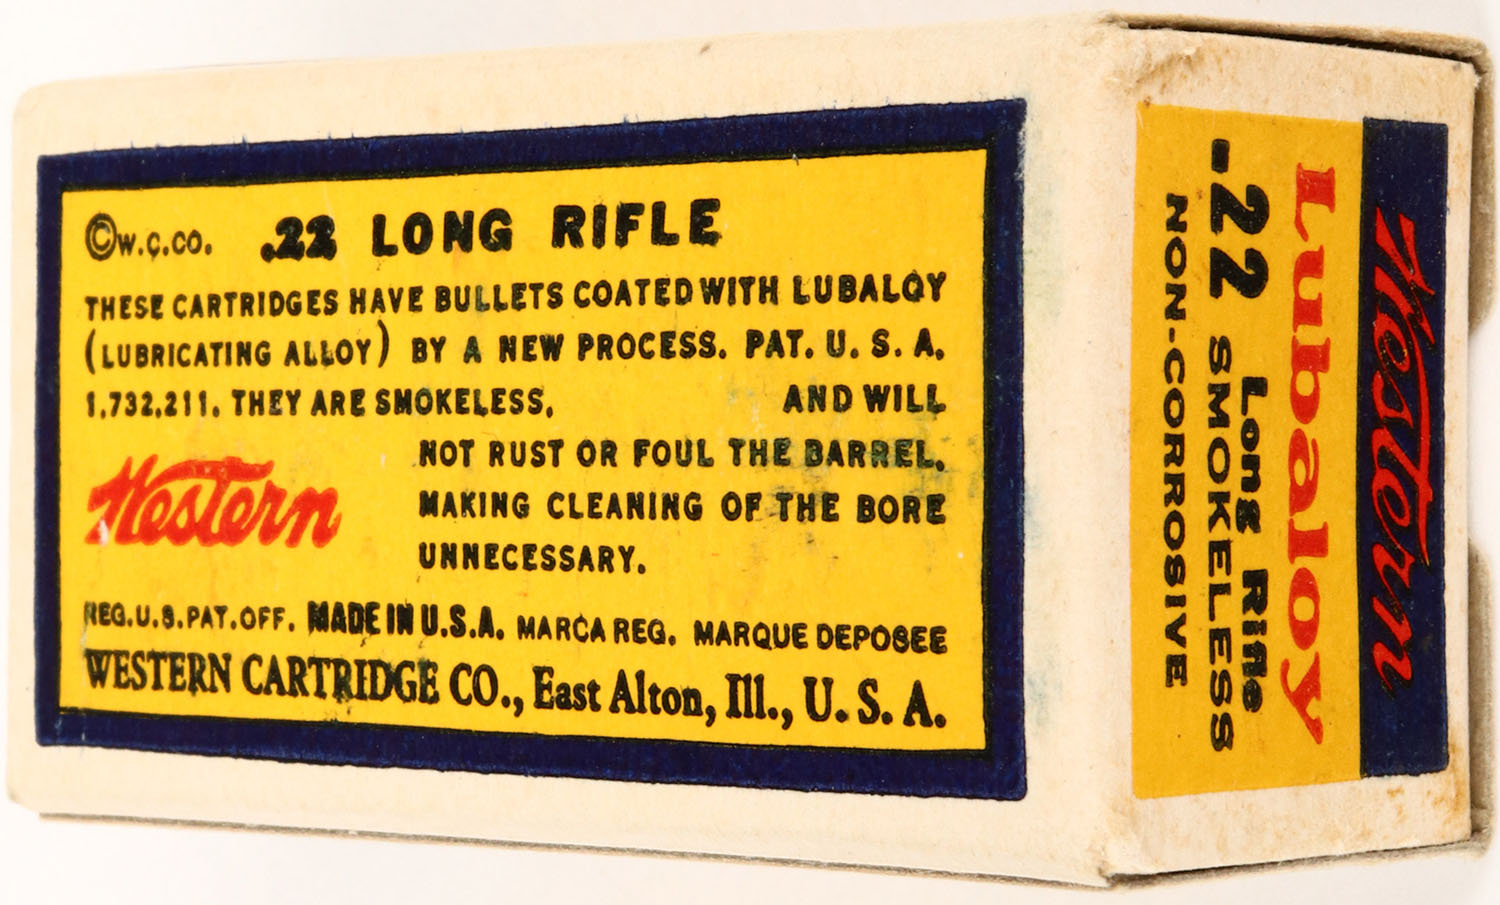 ©W.C.CO. .22 LONG RIFLE
THESE CARTRIDGES HAVE BULLETS COATED WITH LUBALOY
(LUBRICATING ALLOY) BY A NEW PROCESS. PAT. U. S. A.
1,732,211. THEY ARE SMOKELESS, AND WILL
NOT RUST OR FOUL THE BARREL,
MAKING CLEANING OF THE BORE
UNNECESSARY.
Western
REG.U.S.PAT.OFF. MADE IN U.S.A. MARCA REG. MARQUE DEPOSEE
WESTERN CARTRIDGE CO., East Alton, Ill., U. S. A.
Western
Lubaloy
.22 Long Rifle
SMOKELESS
NON-CORROSIVE